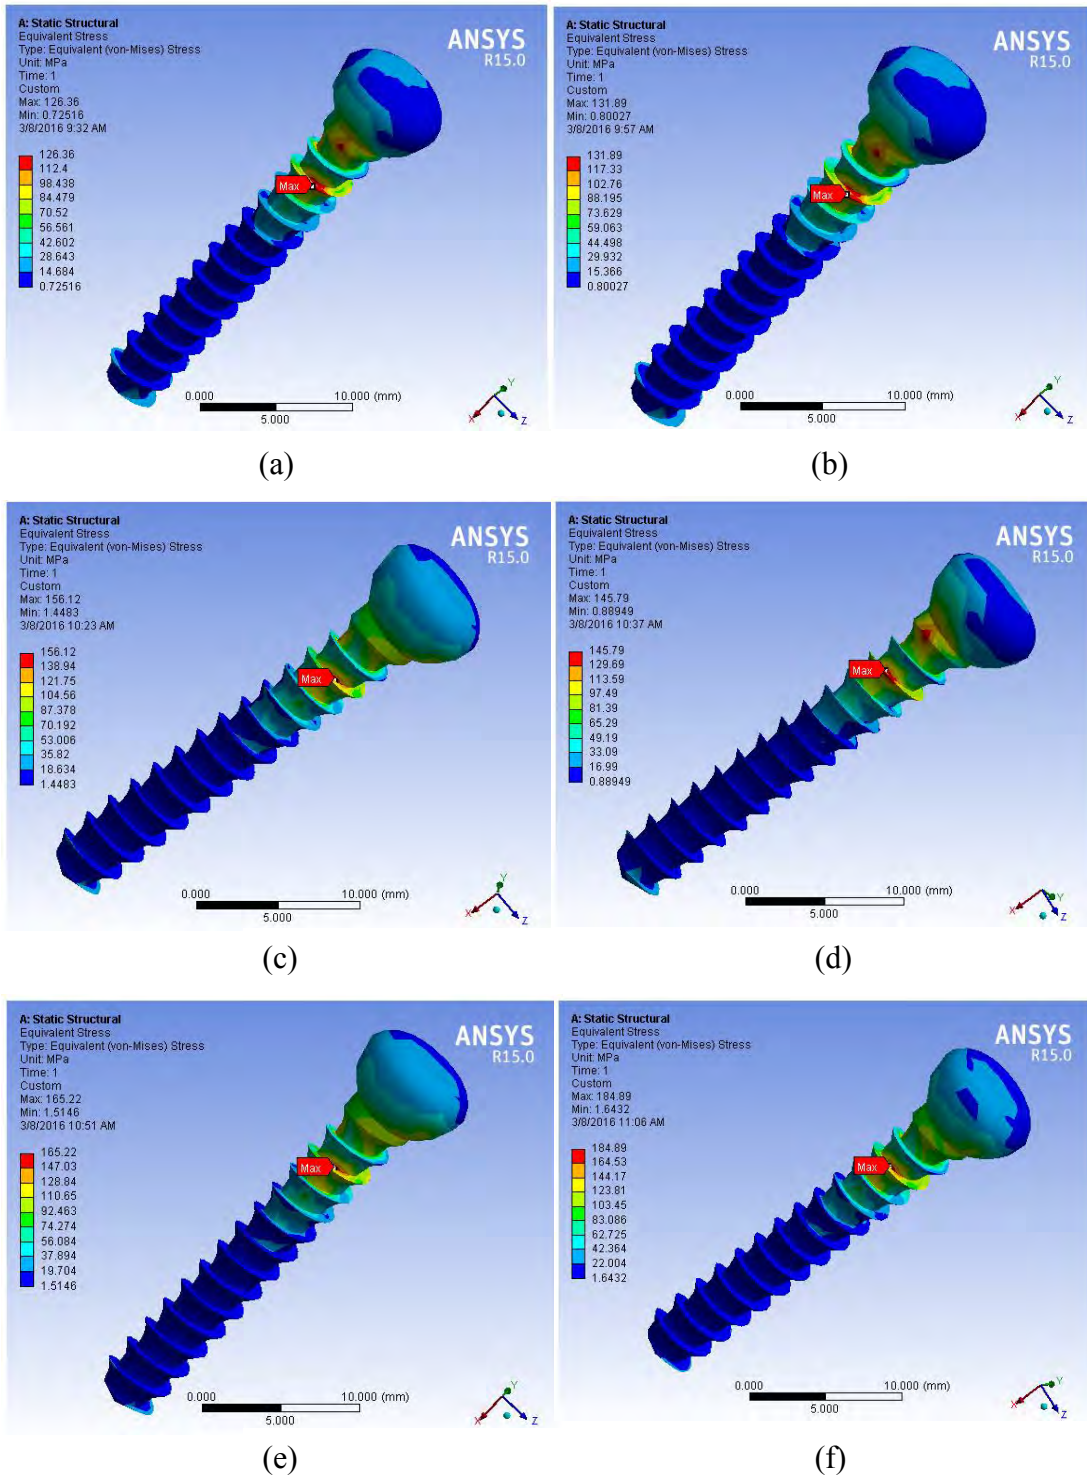 A: Static Structural
Equivalent Stress
Type: Equivalent (von-Mises) Stress
Unit: MPa
Time: 1
Custom
Max: 126.36
Min: 0.72516
3/8/2016 9:32 AM
ANSYS
R15.0
126.36
112.4
98.438
84.479
70.52
56.561
42.602
28.643
14.684
0.72516
Max
0.000
10.000 (mm)
5.000
X
Y
Z
(a)
A: Static Structural
Equivalent Stress
Type: Equivalent (von-Mises) Stress
Unit: MPa
Time: 1
Custom
Max: 131.89
Min: 0.80027
3/8/2016 9:57 AM
ANSYS
R15.0
131.89
117.33
102.76
88.195
73.629
59.063
44.498
29.932
15.366
0.80027
Max
0.000
10.000 (mm)
5.000
X
Y
Z
(b)
A: Static Structural
Equivalent Stress
Type: Equivalent (von-Mises) Stress
Unit: MPa
Time: 1
Custom
Max: 156.12
Min: 1.4483
3/8/2016 10:23 AM
ANSYS
R15.0
156.12
138.94
121.75
104.56
87.378
70.192
53.006
35.82
18.634
1.4483
Max
0.000
10.000 (mm)
5.000
X
Y
Z
(c)
A: Static Structural
Equivalent Stress
Type: Equivalent (von-Mises) Stress
Unit: MPa
Time: 1
Custom
Max: 145.79
Min: 0.88949
3/8/2016 10:37 AM
ANSYS
R15.0
145.79
129.69
113.59
97.49
81.39
65.29
49.19
33.09
16.99
0.88949
Max
0.000
10.000 (mm)
5.000
X
Y
Z
(d)
A: Static Structural
Equivalent Stress
Type: Equivalent (von-Mises) Stress
Unit: MPa
Time: 1
Custom
Max: 165.22
Min: 1.5146
3/8/2016 10:51 AM
ANSYS
R15.0
165.22
147.03
128.84
110.65
92.463
74.274
56.084
37.894
19.704
1.5146
Max
0.000
10.000 (mm)
5.000
X
Y
Z
(e)
A: Static Structural
Equivalent Stress
Type: Equivalent (von-Mises) Stress
Unit: MPa
Time: 1
Custom
Max: 184.89
Min: 1.6432
3/8/2016 11:06 AM
ANSYS
R15.0
184.89
164.53
144.17
123.81
103.45
83.086
62.725
42.364
22.004
1.6432
Max
0.000
10.000 (mm)
5.000
X
Y
Z
(f)